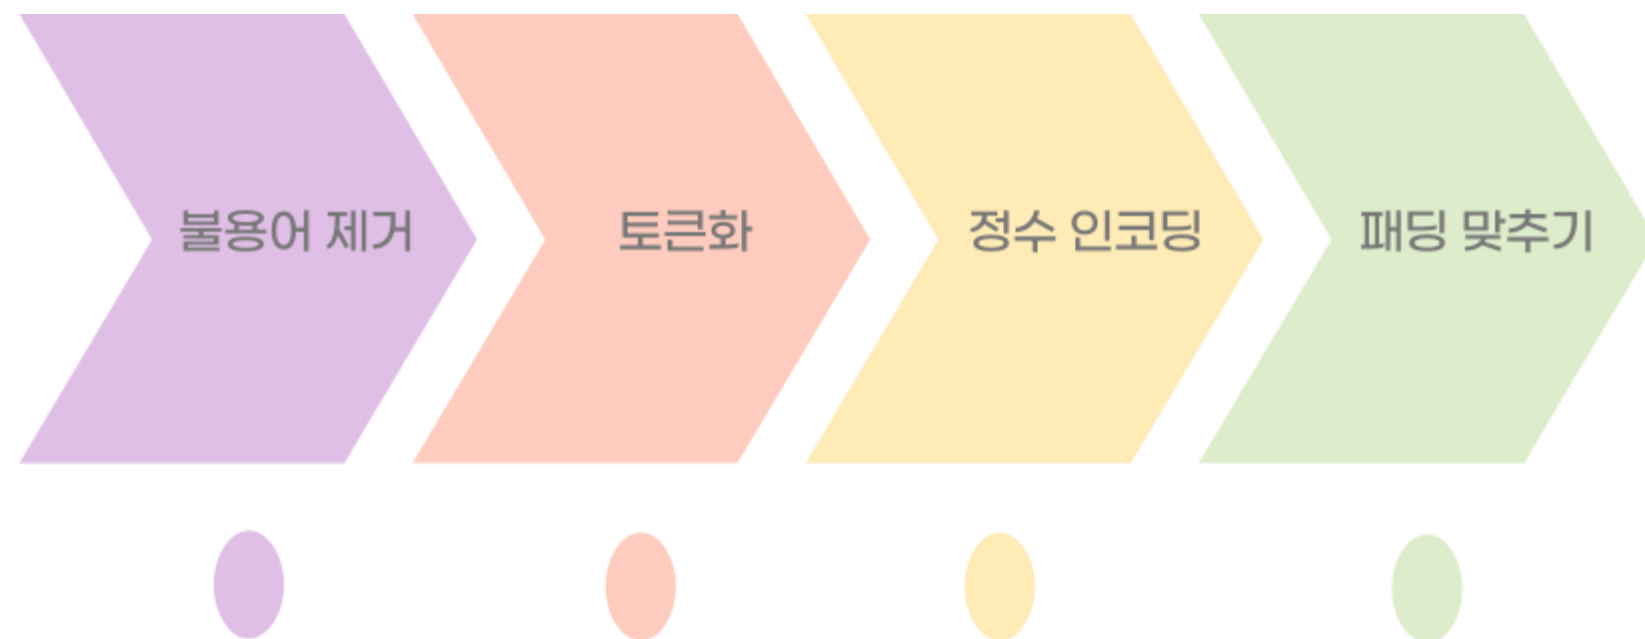 불용어 제거
토큰화
정수 인코딩
패딩 맞추기